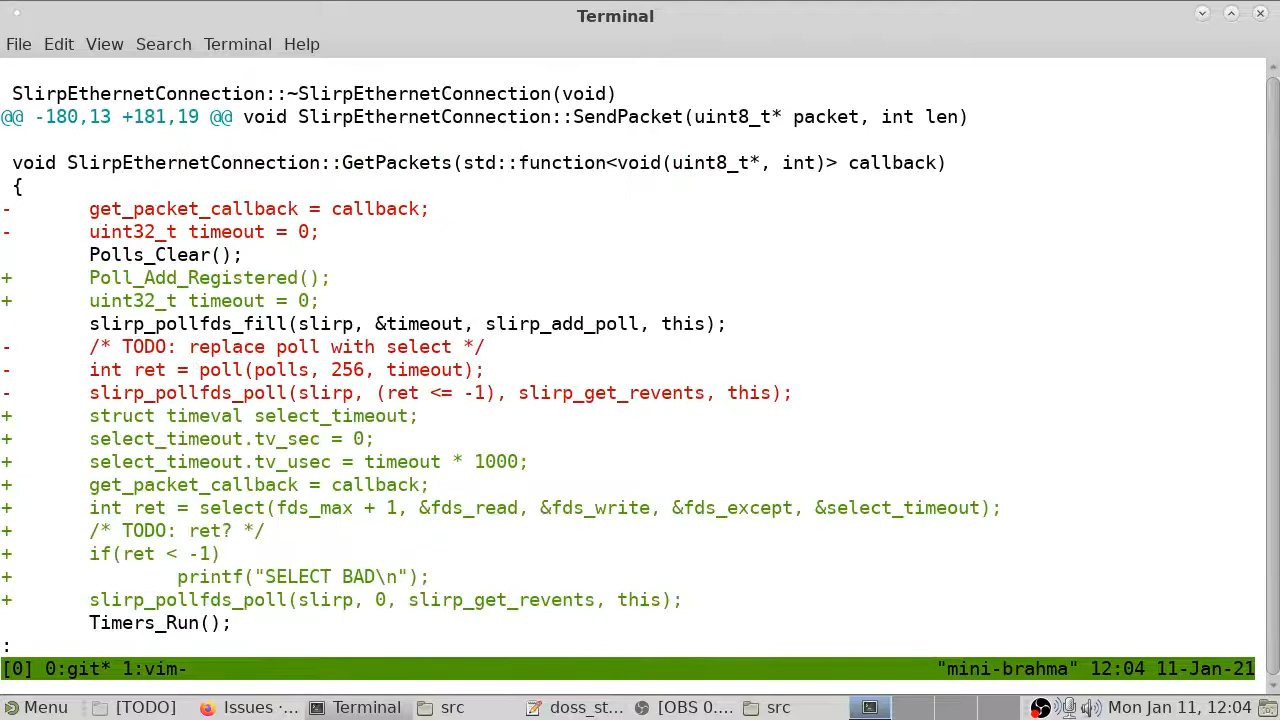 Terminal
File Edit View Search Terminal Help
SlirpEthernetConnection::~SlirpEthernetConnection(void)
@@ -180,13 +181,19 @@ void SlirpEthernetConnection::SendPacket(uint8_t* packet, int len)
void SlirpEthernetConnection::GetPackets(std::function<void(uint8_t*, int)> callback)
{
-       get_packet_callback = callback;
-       uint32_t timeout = 0;
        Polls_Clear();
+       Poll_Add_Registered();
+       uint32_t timeout = 0;
        slirp_pollfds_fill(slirp, &timeout, slirp_add_poll, this);
-       /* TODO: replace poll with select */
-       int ret = poll(polls, 256, timeout);
-       slirp_pollfds_poll(slirp, (ret <= -1), slirp_get_revents, this);
+       struct timeval select_timeout;
+       select_timeout.tv_sec = 0;
+       select_timeout.tv_usec = timeout * 1000;
+       get_packet_callback = callback;
+       int ret = select(fds_max + 1, &fds_read, &fds_write, &fds_except, &select_timeout);
+       /* TODO: ret? */
+       if(ret < -1)
+               printf("SELECT BAD\n");
+       slirp_pollfds_poll(slirp, 0, slirp_get_revents, this);
        Timers_Run();
:
[0] 0:git* 1:vim- "mini-brahma" 12:04 11-Jan-21
Menu [TODO] Issues ·... Terminal src doss_st... [OBS 0.... src Mon Jan 11, 12:04